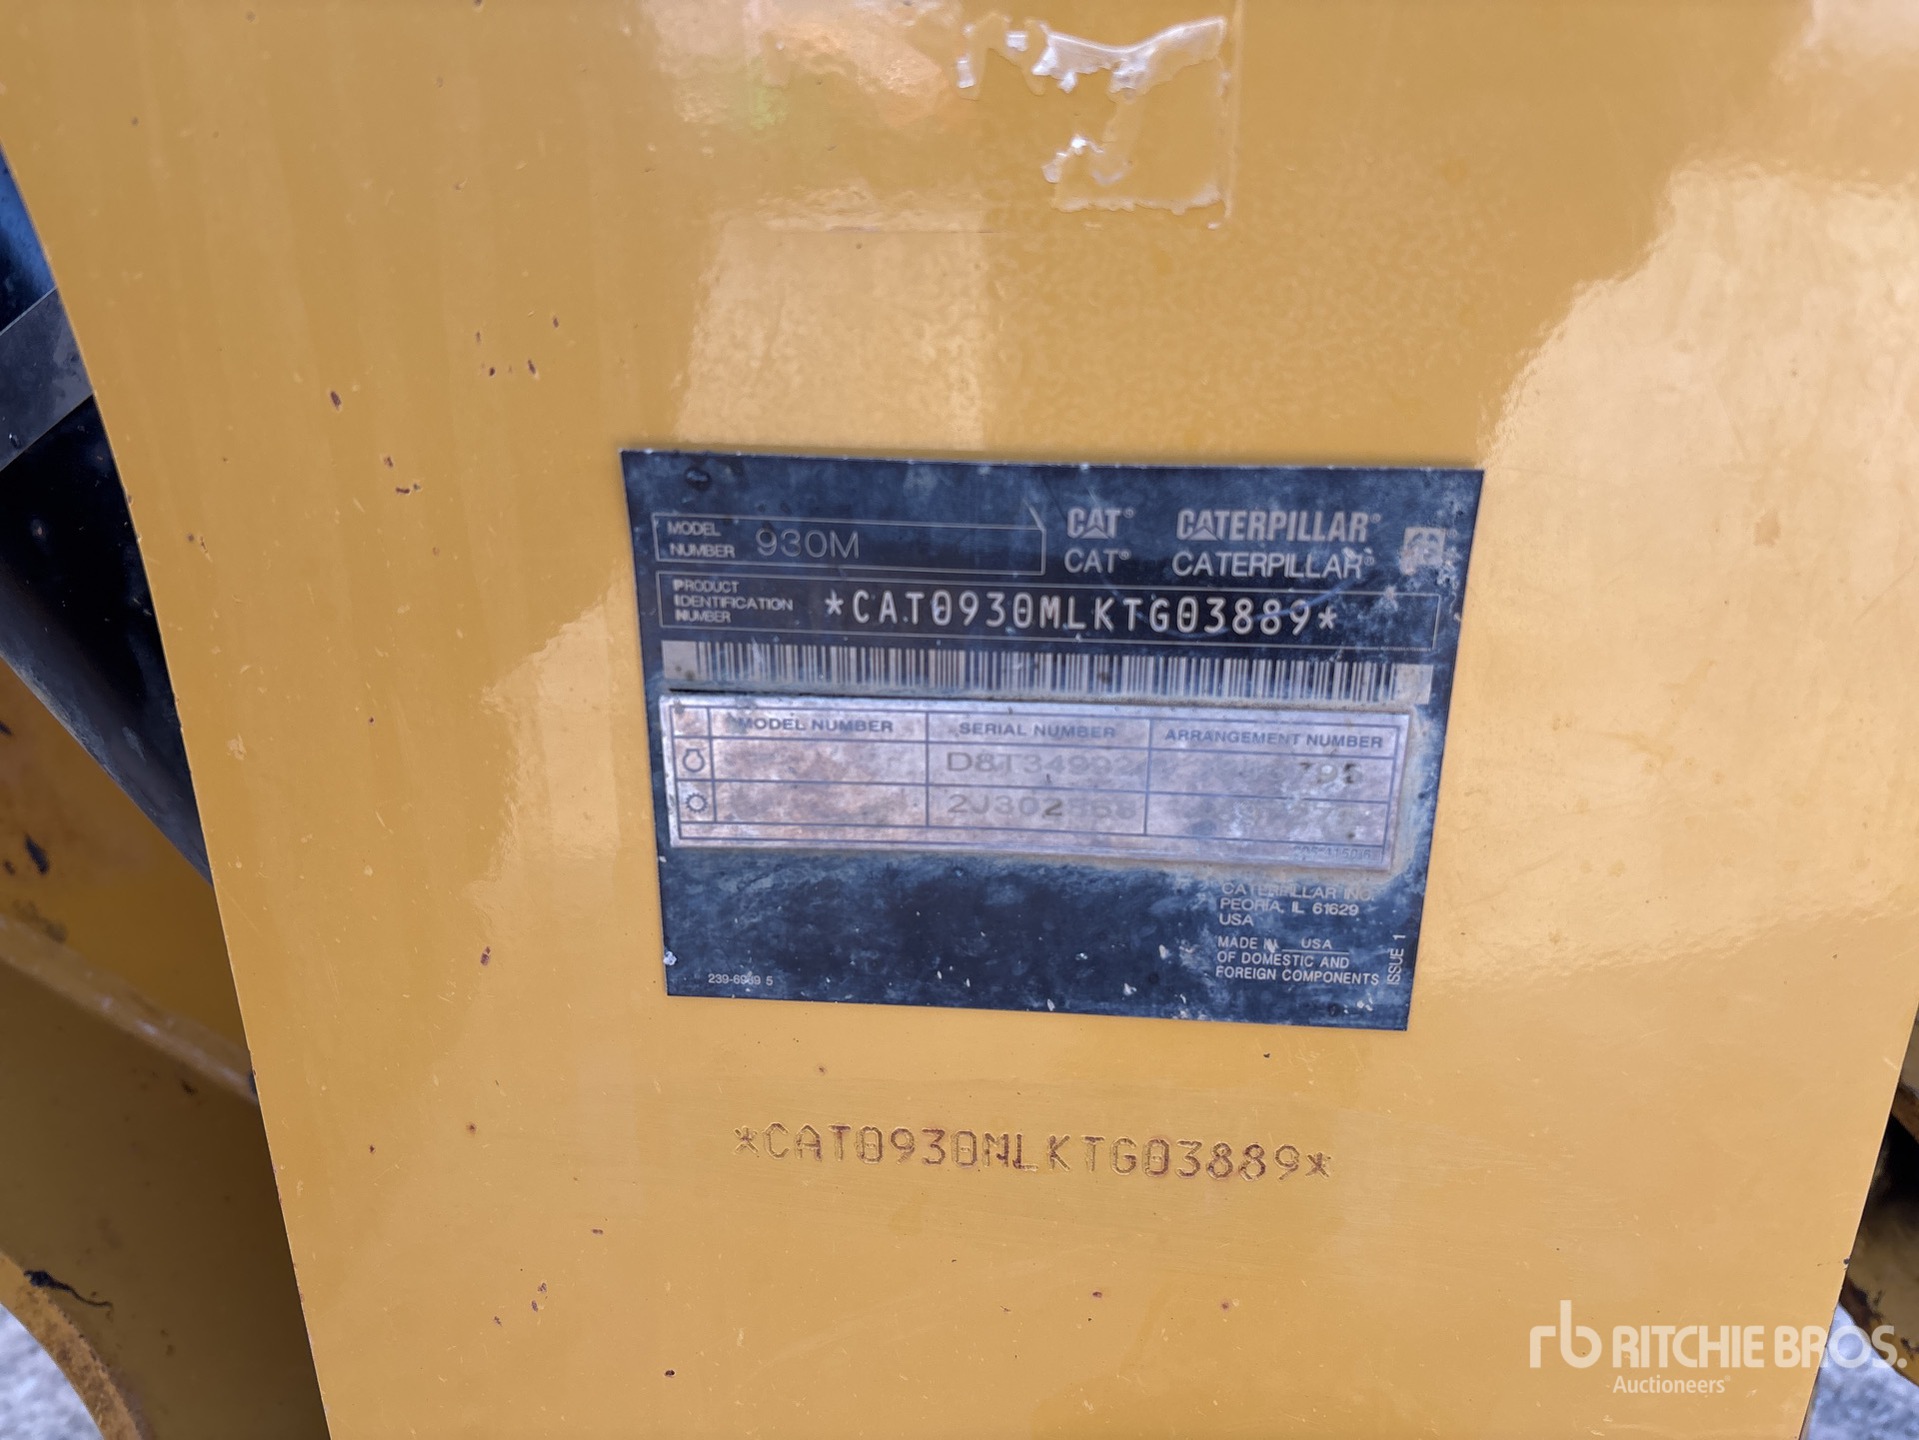 MODEL NUMBER 930M
CAT® CATERPILLAR®
CAT® CATERPILLAR®
PRODUCT IDENTIFICATION NUMBER *CAT0930MLKTG03889*
MODEL NUMBER SERIAL NUMBER ARRANGEMENT NUMBER
CATERPILLAR INC.
PEORIA, IL 61629
USA
MADE IN USA
OF DOMESTIC AND
FOREIGN COMPONENTS
ISSUE 1
*CAT0930MLKTG03889*
rb RITCHIE BROS.
Auctioneers